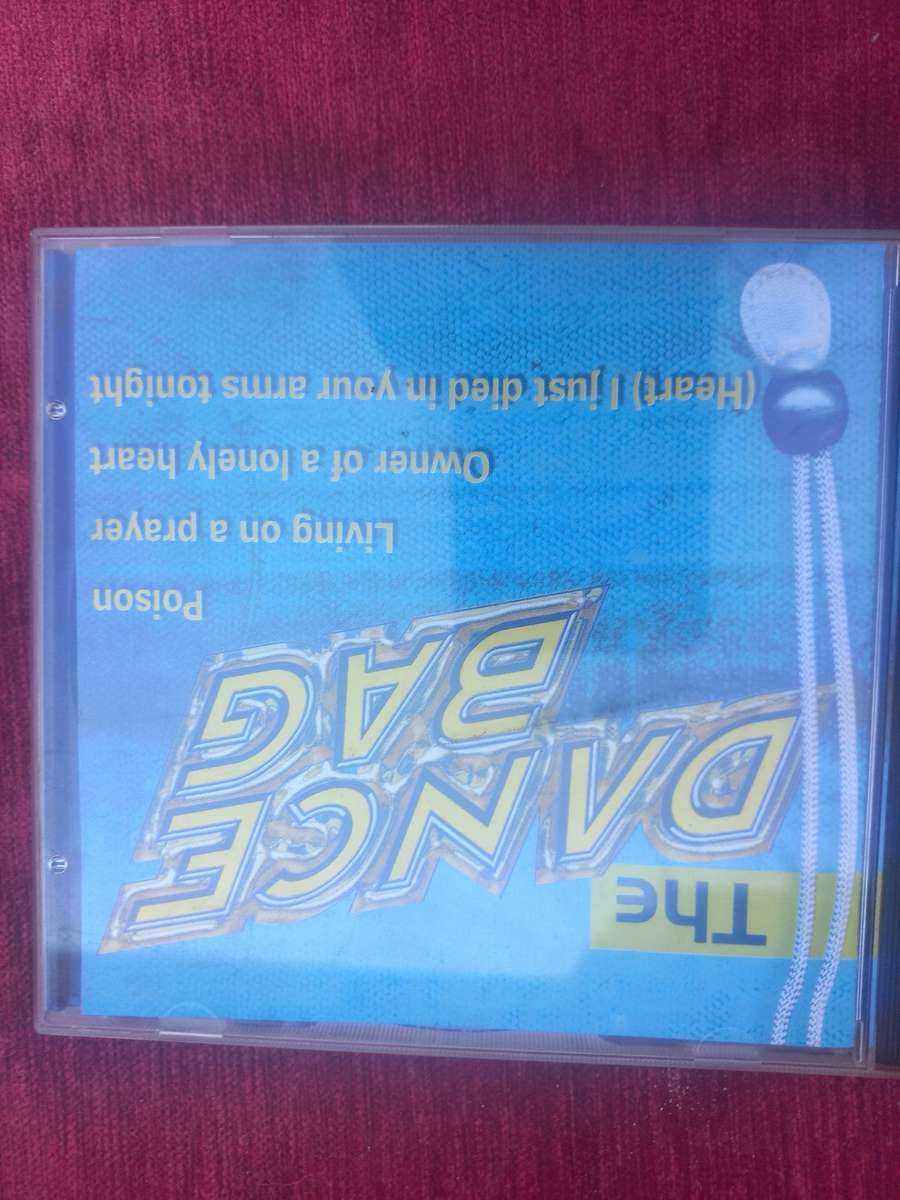 The
DANCE
BAG
Poison
Living on a prayer
Owner of a lonely heart
(Heart) I just died in your arms tonight